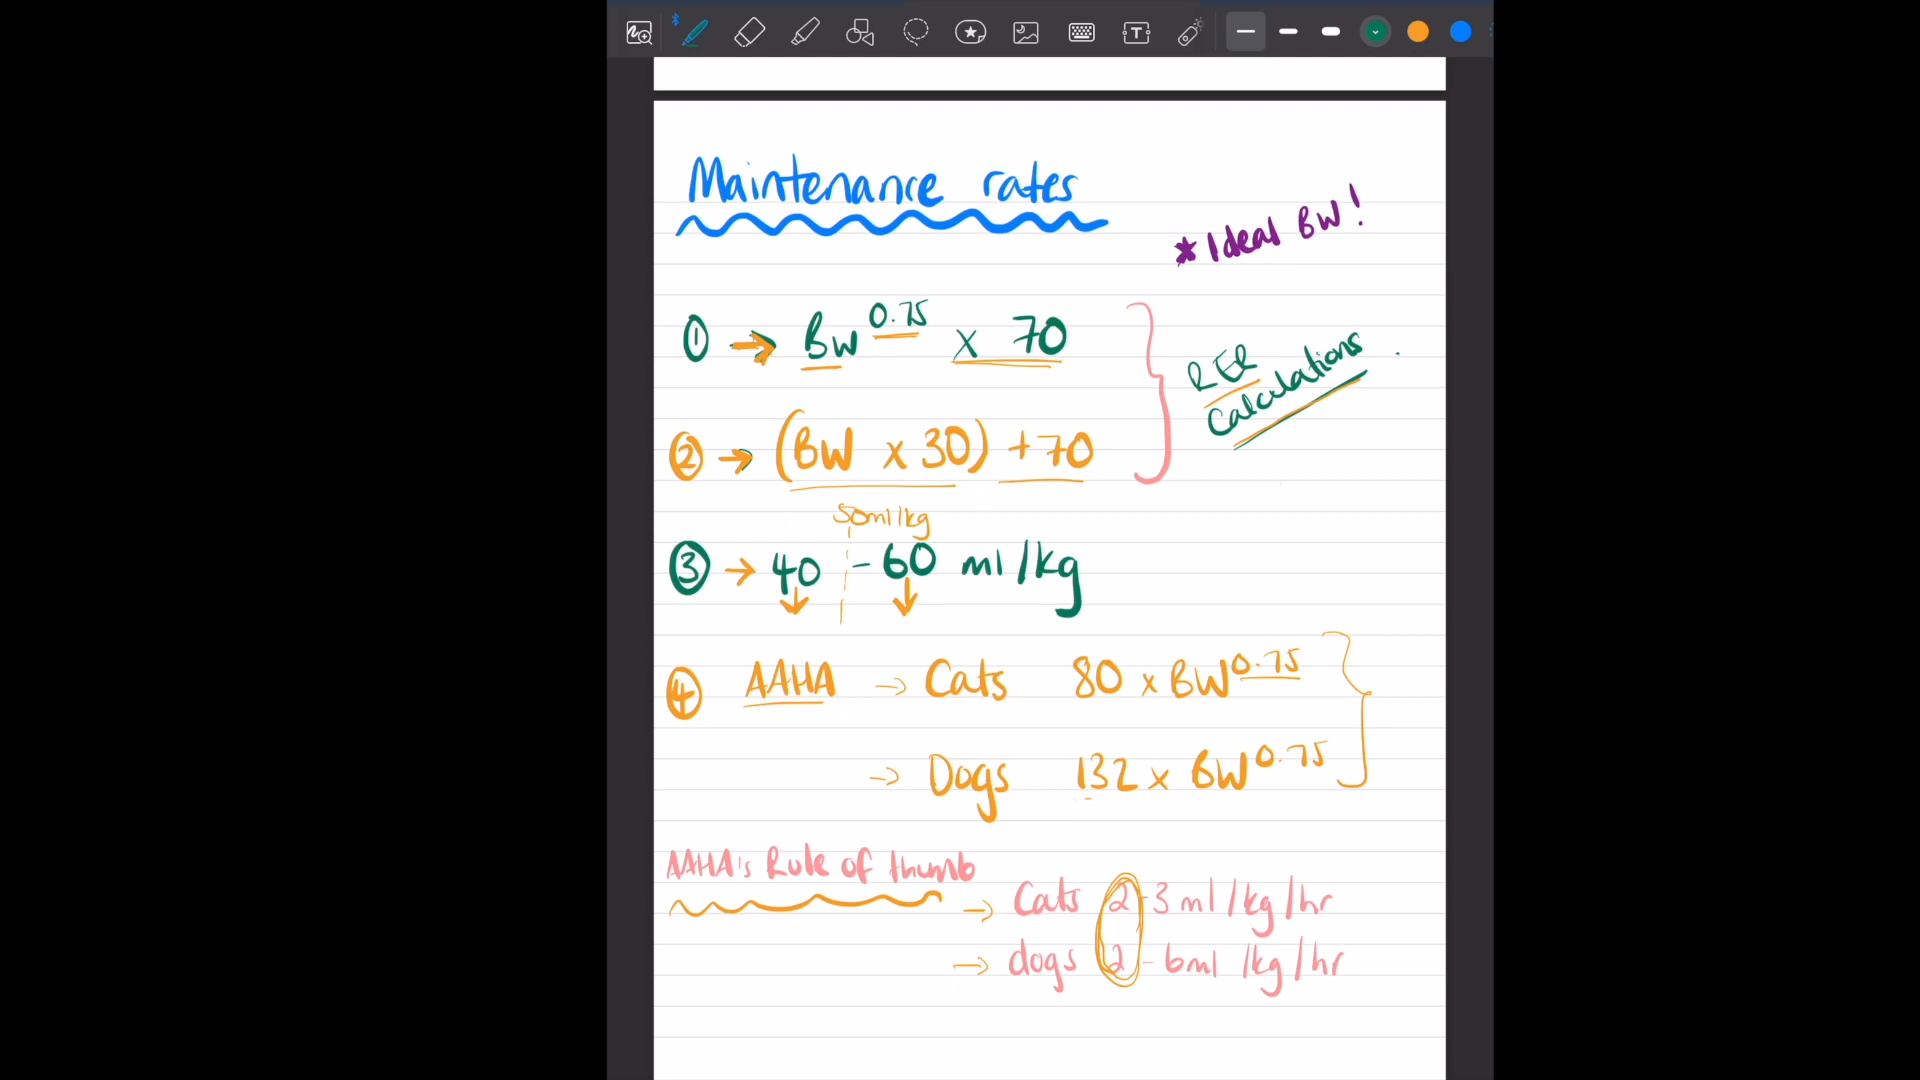 Maintenance rates
* Ideal BW!
① → BW^0.75 x 70
RER Calculations
② → (BW x 30) +70
50ml/kg
③ → 40 - 60 ml/kg
④ AAHA → Cats 80 x BW^0.75
→ Dogs 132 x BW^0.75
AAHA's Rule of thumb
→ Cats 2-3 ml/kg/hr
→ dogs 2-6ml/kg/hr